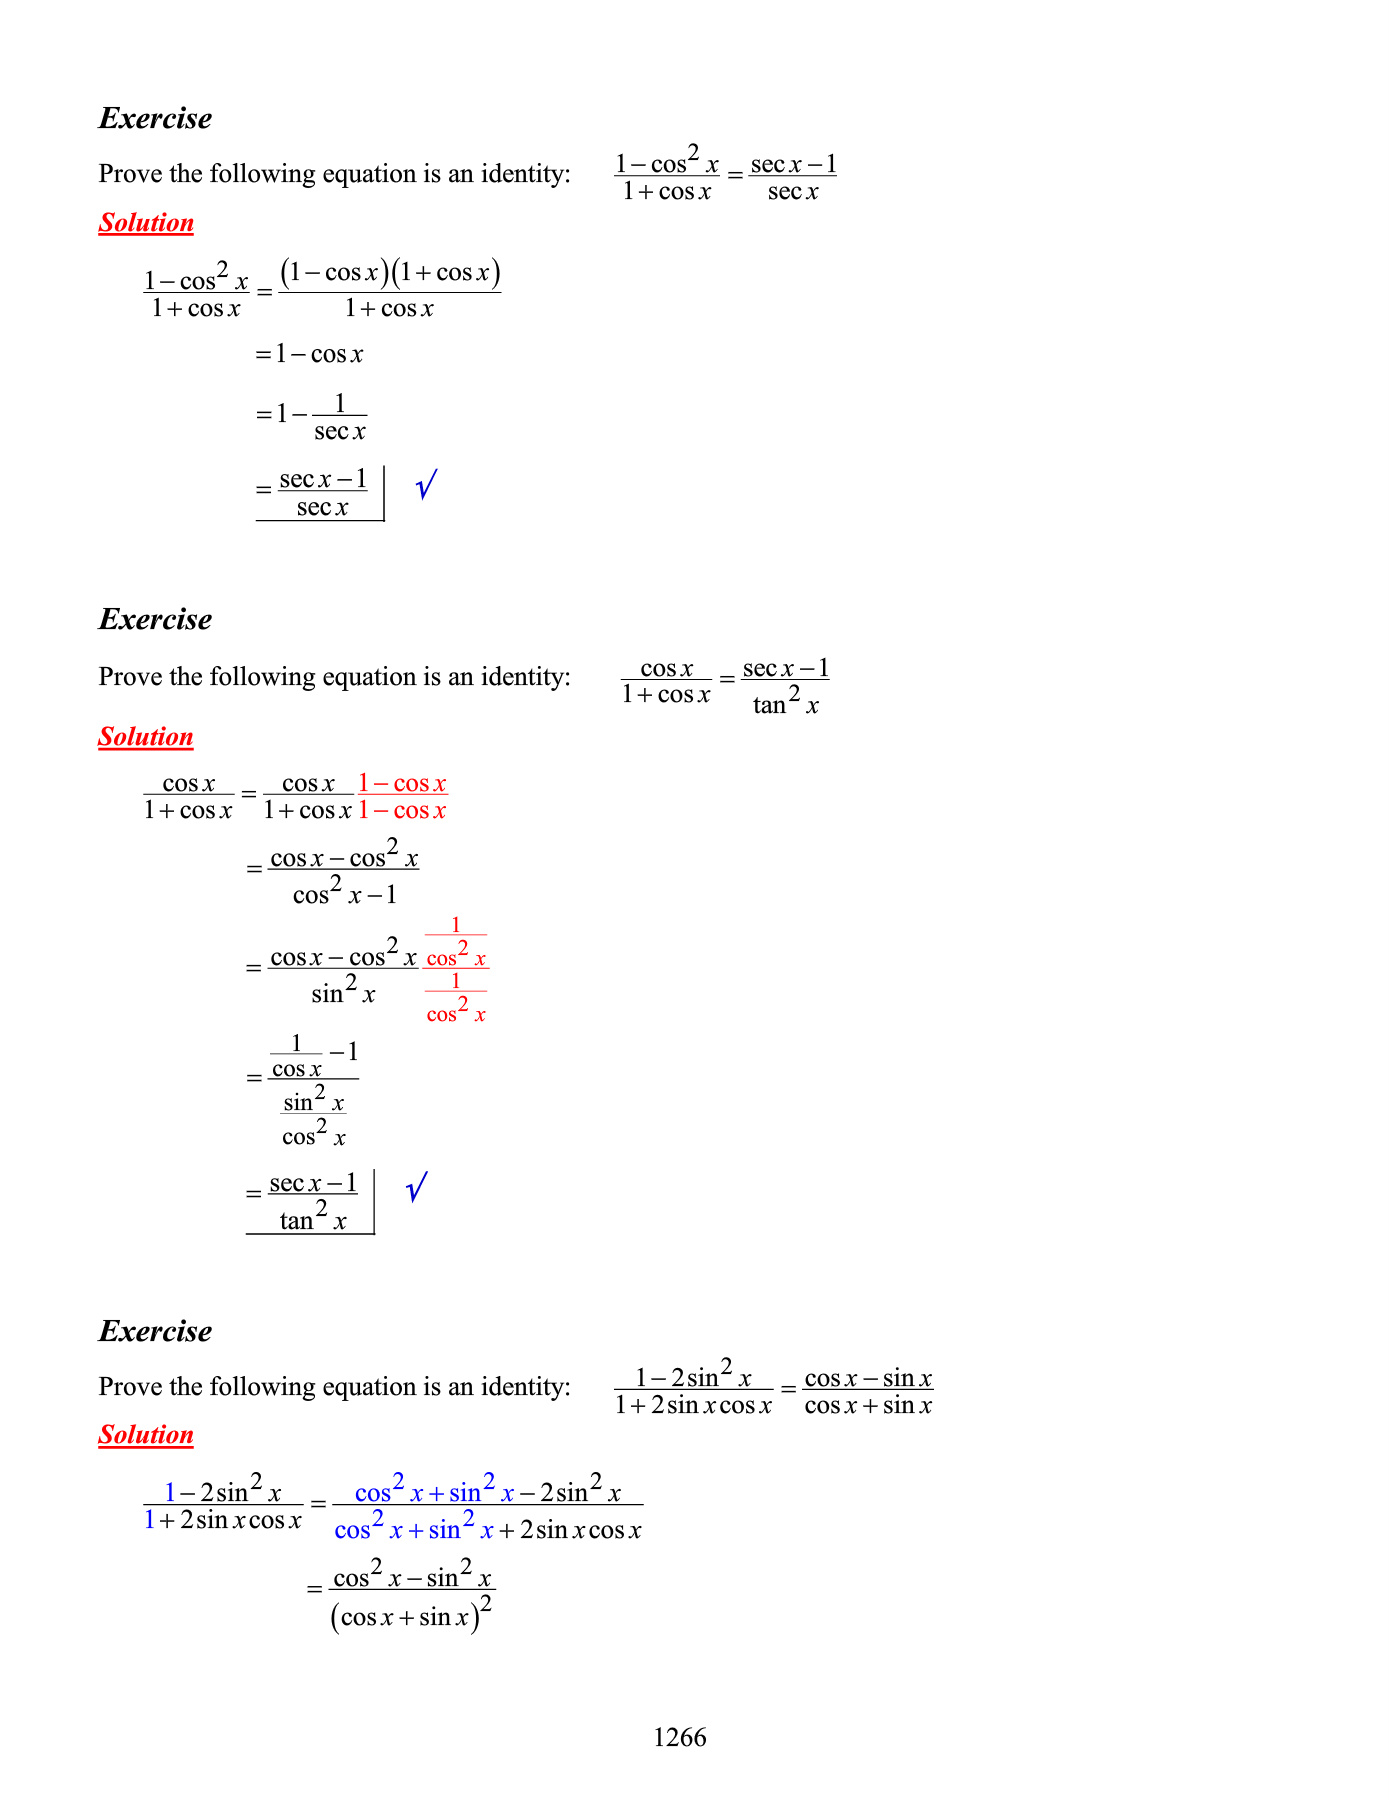 Exercise
Prove the following equation is an identity: \frac{1-\cos^2 x}{1+\cos x} = \frac{\sec x-1}{\sec x}
Solution
\frac{1-\cos^2 x}{1+\cos x} = \frac{(1-\cos x)(1+\cos x)}{1+\cos x}
= 1-\cos x
= 1-\frac{1}{\sec x}
= \frac{\sec x-1}{\sec x} √
Exercise
Prove the following equation is an identity: \frac{\cos x}{1+\cos x} = \frac{\sec x-1}{\tan^2 x}
Solution
\frac{\cos x}{1+\cos x} = \frac{\cos x}{1+\cos x} \frac{1-\cos x}{1-\cos x}
= \frac{\cos x-\cos^2 x}{\cos^2 x-1}
= \frac{\cos x-\cos^2 x}{\sin^2 x} \frac{\frac{1}{\cos^2 x}}{\frac{1}{\cos^2 x}}
= \frac{\frac{1}{\cos x}-1}{\frac{\sin^2 x}{\cos^2 x}}
= \frac{\sec x-1}{\tan^2 x} √
Exercise
Prove the following equation is an identity: \frac{1-2\sin^2 x}{1+2\sin x\cos x} = \frac{\cos x-\sin x}{\cos x+\sin x}
Solution
\frac{1-2\sin^2 x}{1+2\sin x\cos x} = \frac{\cos^2 x+\sin^2 x-2\sin^2 x}{\cos^2 x+\sin^2 x+2\sin x\cos x}
= \frac{\cos^2 x-\sin^2 x}{(\cos x+\sin x)^2}
1266